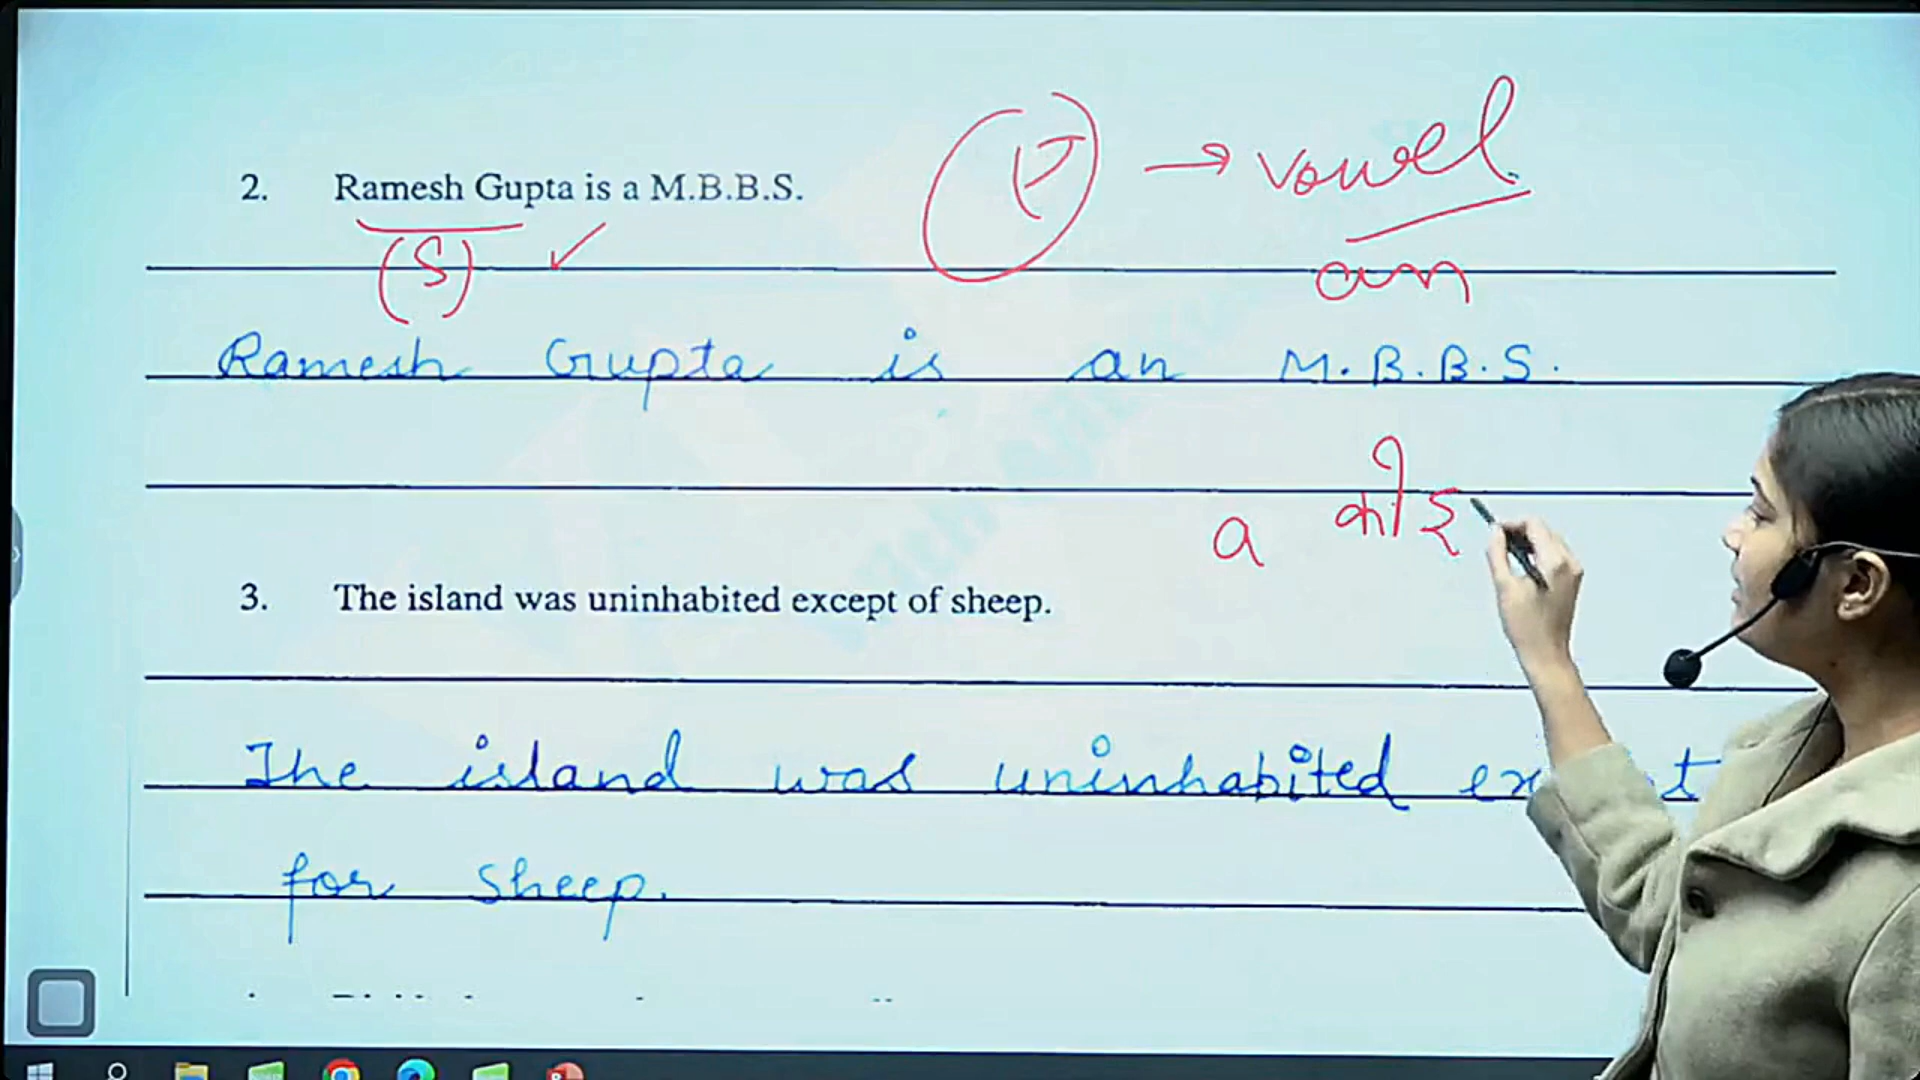 2. Ramesh Gupta is a M.B.B.S.
(S)
→ vowel
an
Ramesh Gupta is an M.B.B.S.
a कोई
3. The island was uninhabited except of sheep.
The island was uninhabited
for sheep.